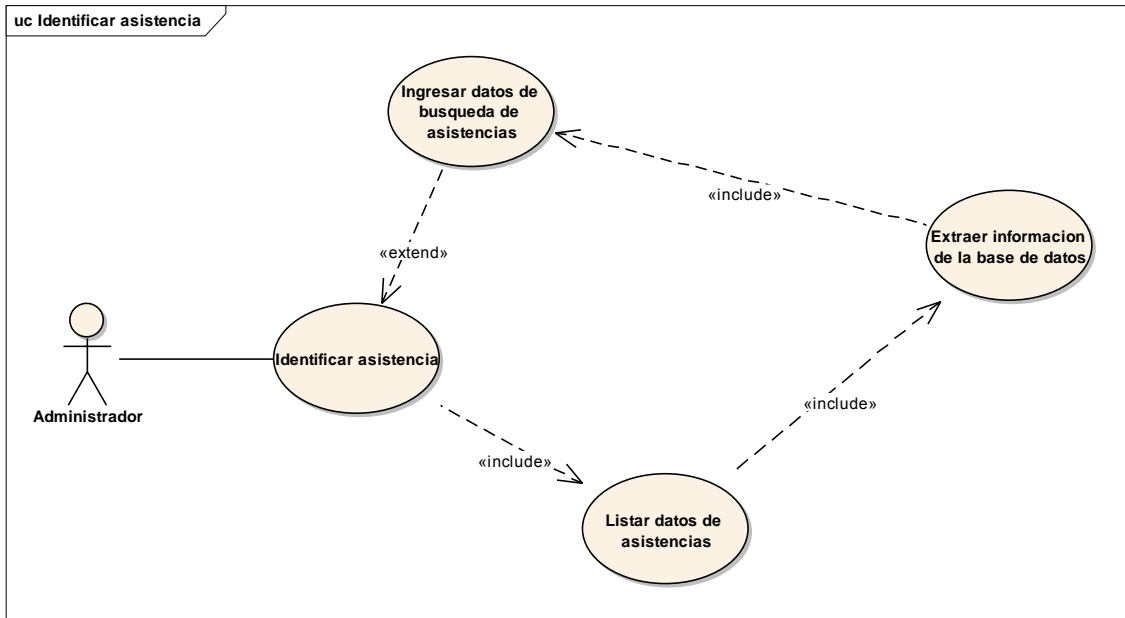 uc Identificar asistencia
Ingresar datos de
busqueda de
asistencias
«include»
Extraer informacion
de la base de datos
«extend»
Identificar asistencia
Administrador
«include»
«include»
Listar datos de
asistencias